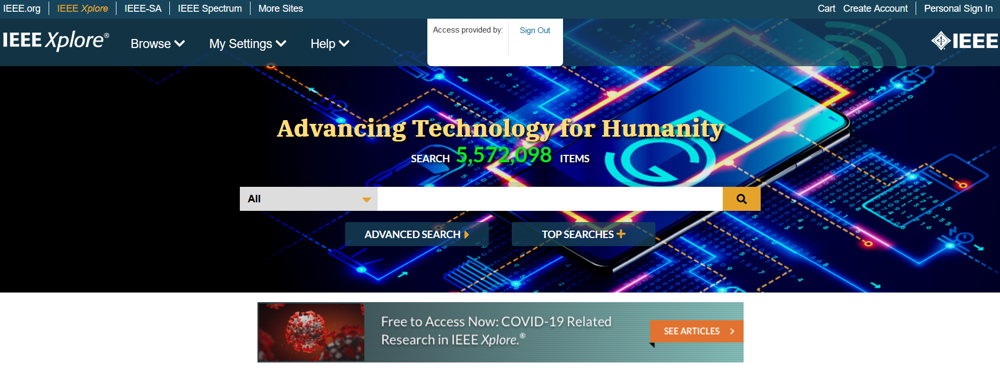 IEEE.org IEEE Xplore IEEE-SA IEEE Spectrum More Sites Cart Create Account Personal Sign In
IEEE Xplore® Browse My Settings Help Access provided by: Sign Out IEEE
Advancing Technology for Humanity
SEARCH 5,572,098 ITEMS
All
ADVANCED SEARCH TOP SEARCHES
Free to Access Now: COVID-19 Related
Research in IEEE Xplore.®
SEE ARTICLES